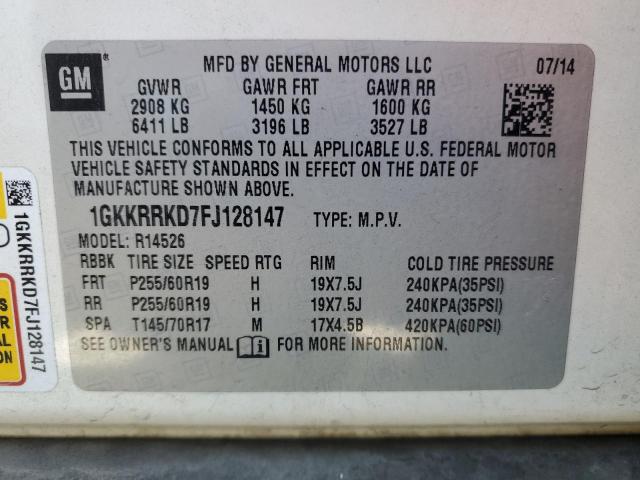 GM ®
MFD BY GENERAL MOTORS LLC 07/14
GVWR GAWR FRT GAWR RR
2908 KG 1450 KG 1600 KG
6411 LB 3196 LB 3527 LB
THIS VEHICLE CONFORMS TO ALL APPLICABLE U.S. FEDERAL MOTOR
VEHICLE SAFETY STANDARDS IN EFFECT ON THE DATE OF
MANUFACTURE SHOWN ABOVE.
1GKKRRKD7FJ128147 TYPE: M.P.V.
MODEL: R14526
RBBK TIRE SIZE SPEED RTG RIM COLD TIRE PRESSURE
FRT P255/60R19 H 19X7.5J 240KPA(35PSI)
RR P255/60R19 H 19X7.5J 240KPA(35PSI)
SPA T145/70R17 M 17X4.5B 420KPA(60PSI)
SEE OWNER'S MANUAL FOR MORE INFORMATION.
1GKKRRKD7FJ128147